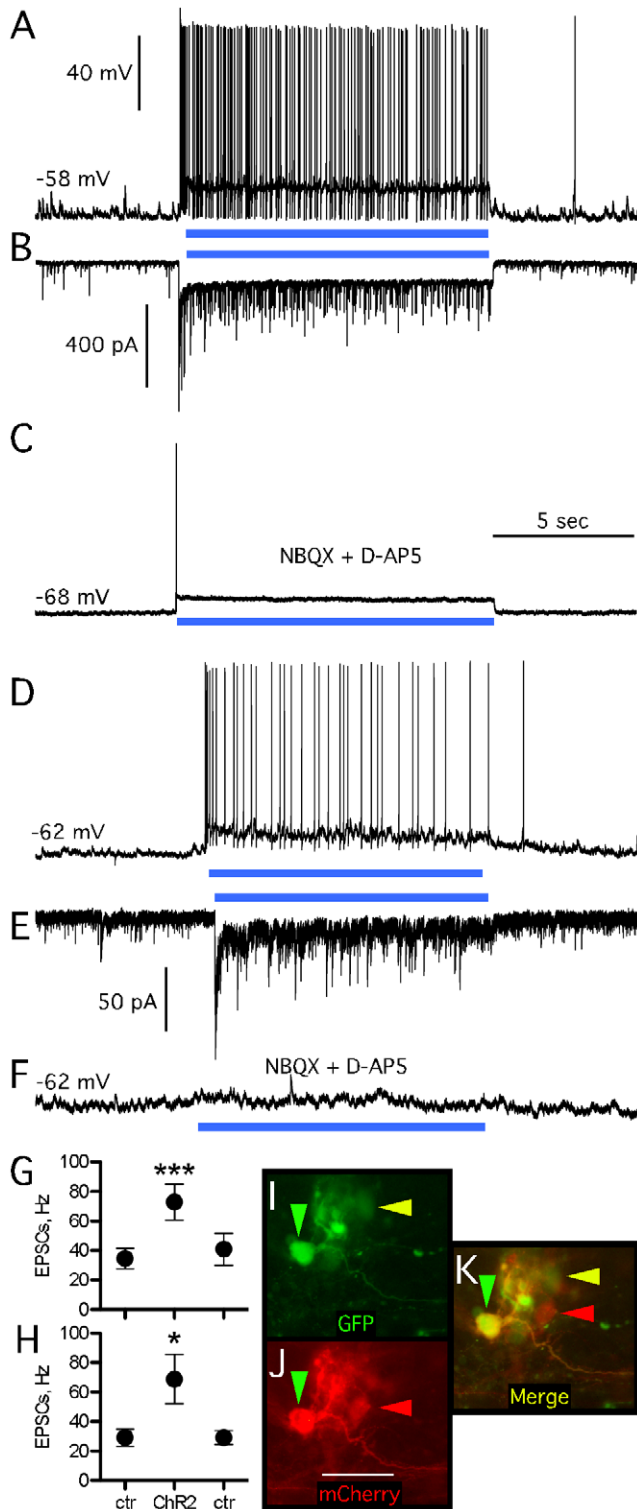 A
40 mV
-58 mV
B
400 pA
C
5 sec
NBQX + D-AP5
-68 mV
D
-62 mV
E
50 pA
F
NBQX + D-AP5
-62 mV
G
100
80
60
40
20
0
EPSCs, Hz
***
H
100
80
60
40
20
0
EPSCs, Hz
*
ctr ChR2 ctr
I
GFP
J
mCherry
K
Merge